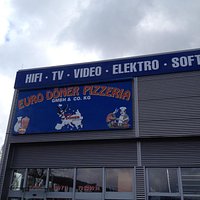 HIFI · TV · VIDEO · ELEKTRO · SOFT
EURO DÖNER PIZZERIA
GMBH & CO. KG